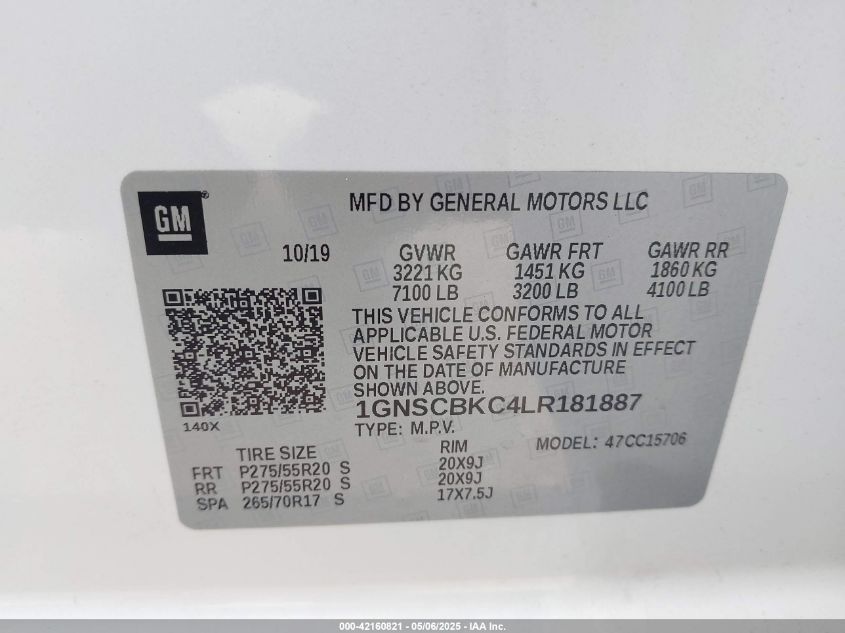 GM
MFD BY GENERAL MOTORS LLC
10/19
GVWR GAWR FRT GAWR RR
3221 KG 1451 KG 1860 KG
7100 LB 3200 LB 4100 LB
THIS VEHICLE CONFORMS TO ALL
APPLICABLE U.S. FEDERAL MOTOR
VEHICLE SAFETY STANDARDS IN EFFECT
ON THE DATE OF MANUFACTURE
SHOWN ABOVE.
1GNSCBKC4LR181887
140X
TYPE: M.P.V.
MODEL: 47CC15706
TIRE SIZE RIM
FRT P275/55R20 S 20X9J
RR P275/55R20 S 20X9J
SPA 265/70R17 S 17X7.5J
000-42160821 - 05/06/2025 - IAA Inc.